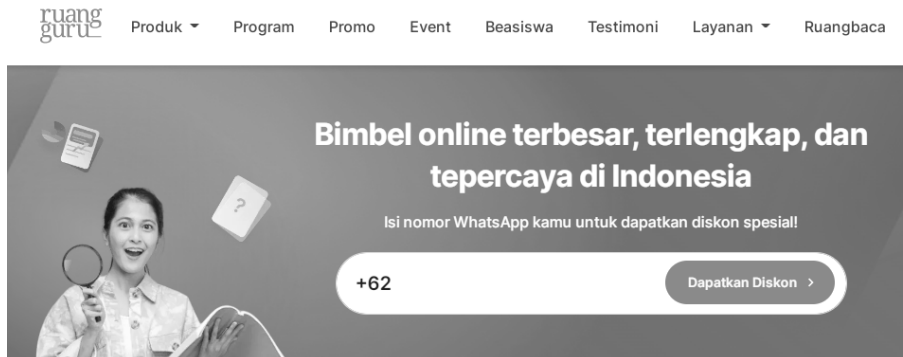 ruang
guru
Produk Program Promo Event Beasiswa Testimoni Layanan Ruangbaca
Bimbel online terbesar, terlengkap, dan
tepercaya di Indonesia
Isi nomor WhatsApp kamu untuk dapatkan diskon spesial!
+62 Dapatkan Diskon
?